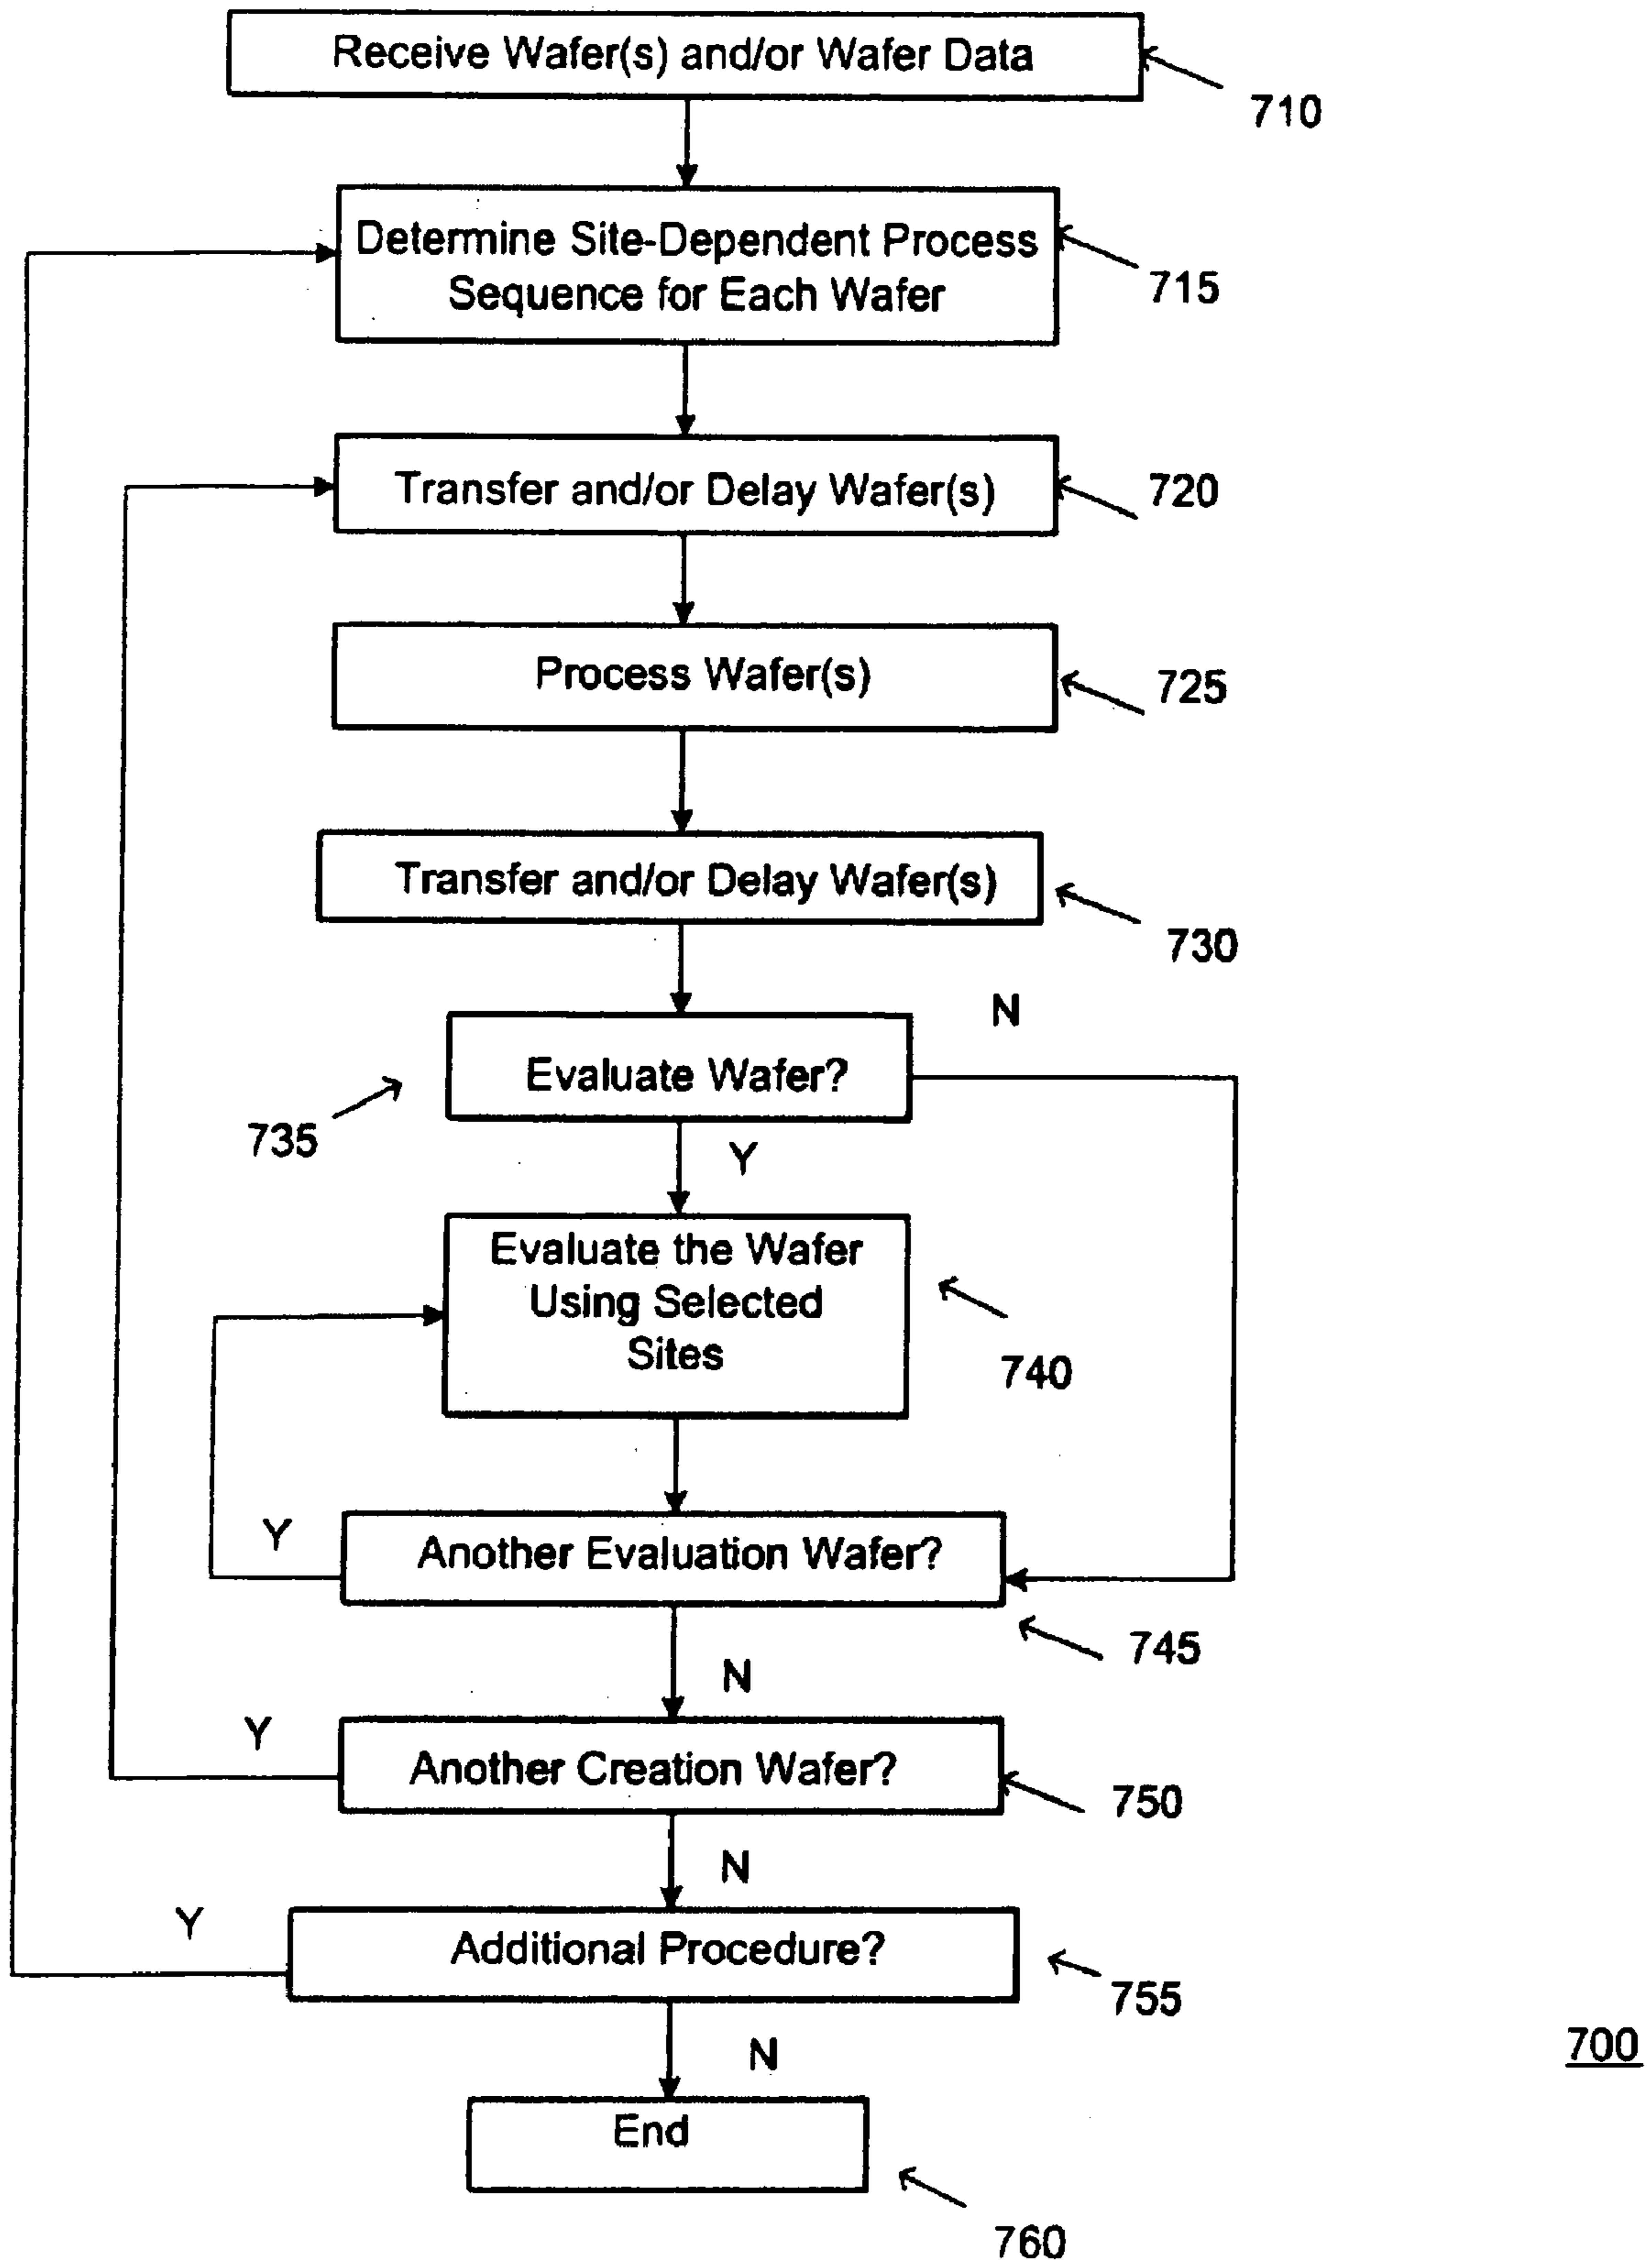 Receive Wafer(s) and/or Wafer Data
710
Determine Site-Dependent Process
Sequence for Each Wafer
715
Transfer and/or Delay Wafer(s)
720
Process Wafer(s)
725
Transfer and/or Delay Wafer(s)
730
N
Evaluate Wafer?
735
Y
Evaluate the Wafer
Using Selected
Sites
740
Y
Another Evaluation Wafer?
745
N
Y
Another Creation Wafer?
750
N
Y
Additional Procedure?
755
N
700
End
760